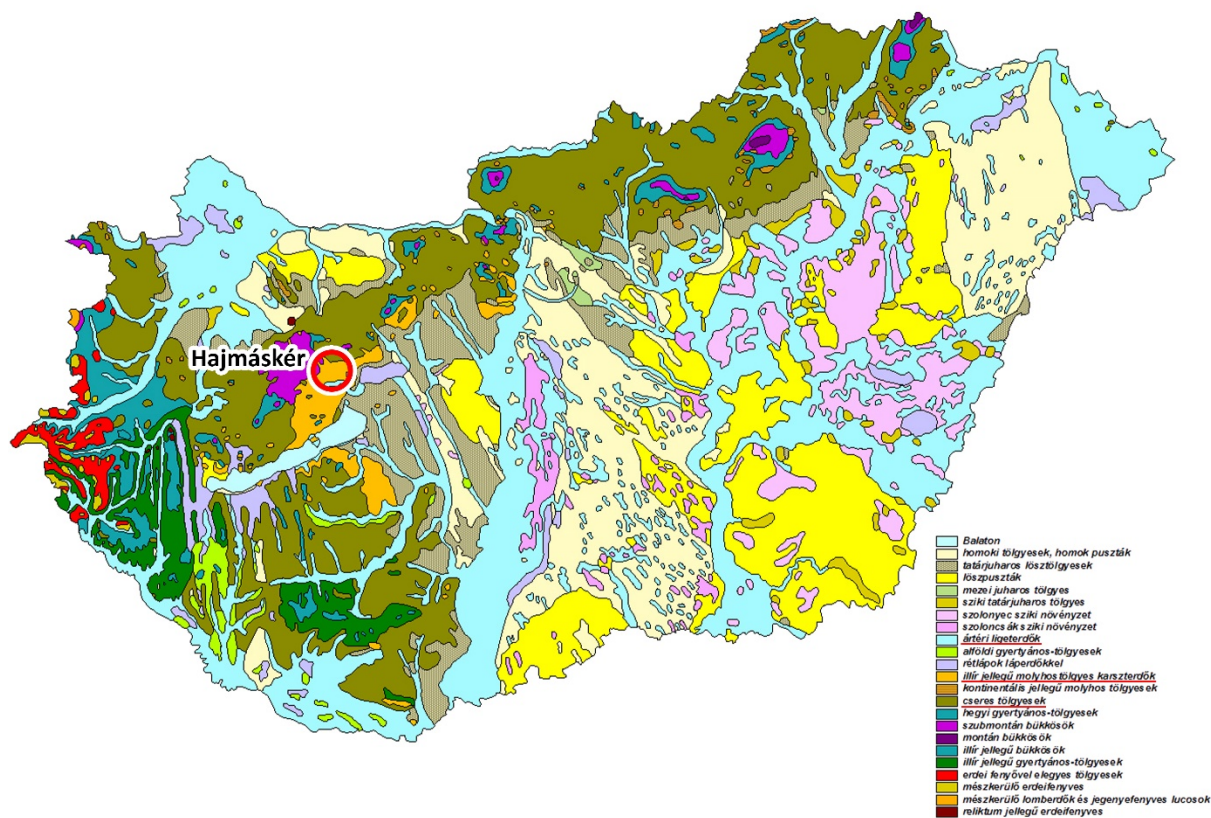 Hajmáskér
Balaton
homoki tölgyesek, homok puszták
tatárjuharos lösztölgyesek
löszpuszták
mezei juharos tölgyes
sziki tatárjuharos tölgyes
szolonyec sziki növényzet
szoloncsák sziki növényzet
ártéri ligeterdők
alföldi gyertyános-tölgyesek
rétlápok láperdőkkel
illír jellegű molyhostölgyes karszterdők
kontinentális jellegű molyhos tölgyesek
cseres tölgyesek
hegyi gyertyános-tölgyesek
szubmontán bükkösök
montán bükkösök
illír jellegű bükkösök
illír jellegű gyertyános-tölgyesek
erdei fenyővel elegyes tölgyesek
mészkerülő erdeifenyves
mészkerülő lomberdők és jegenyefenyves lucosok
reliktum jellegű erdeifenyves